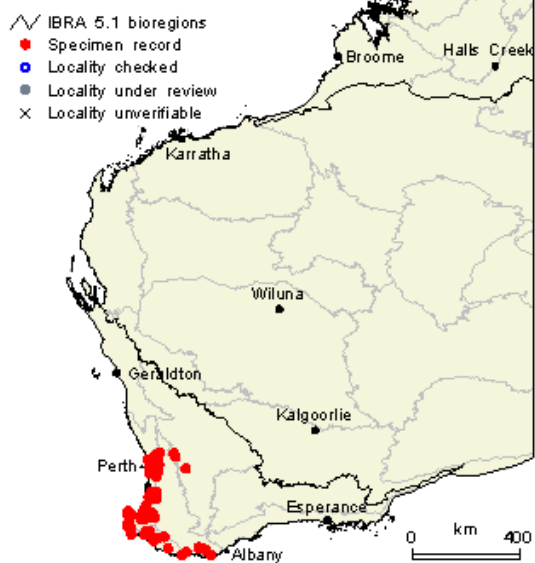 IBRA 5.1 bioregions
Specimen record
Locality checked
Locality under review
Locality unverifiable
Broome
Halls Creek
Karratha
Wiluna
Geraldton
Kalgoorlie
Perth
Esperance
Albany
0 km 400